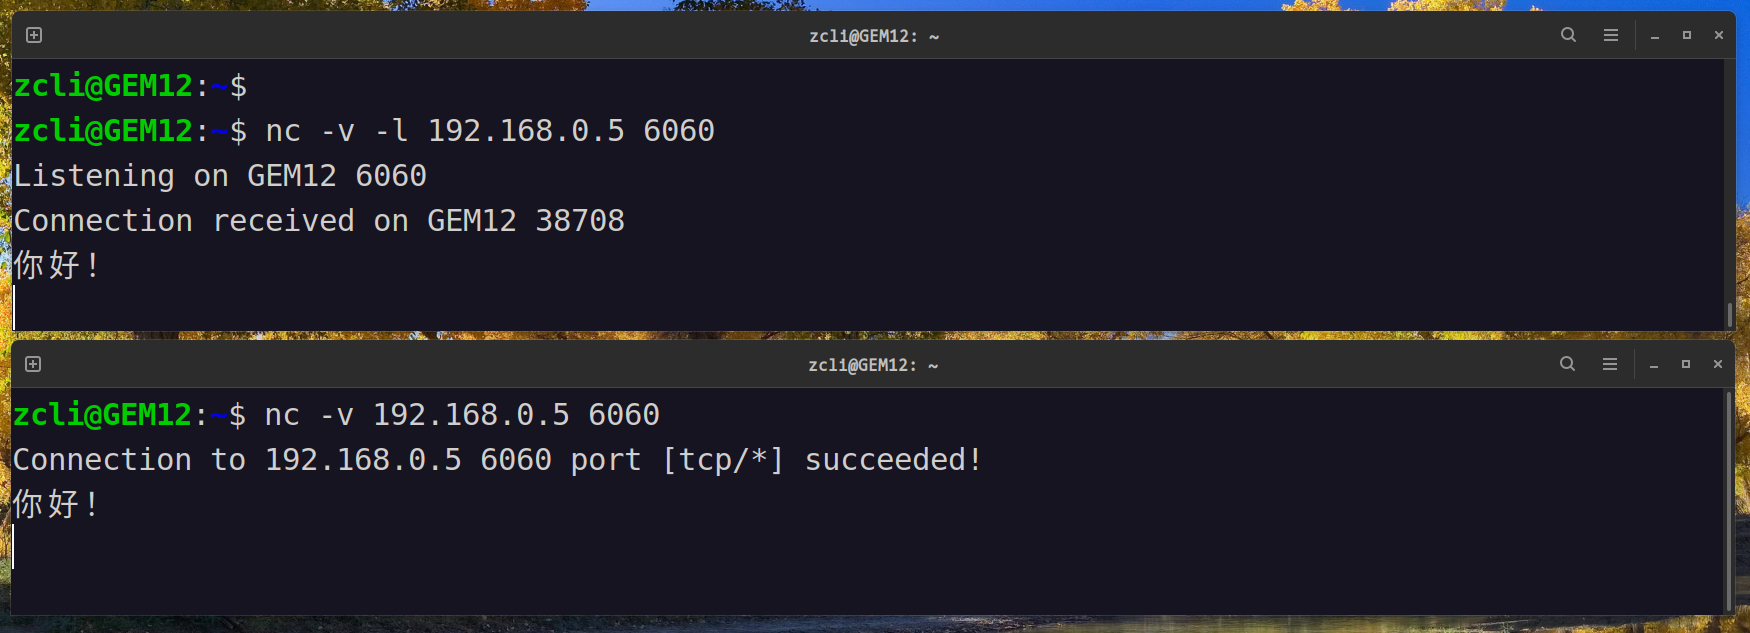 zcli@GEM12: ~
zcli@GEM12:~$
zcli@GEM12:~$ nc -v -l 192.168.0.5 6060
Listening on GEM12 6060
Connection received on GEM12 38708
你好!
zcli@GEM12: ~
zcli@GEM12:~$ nc -v 192.168.0.5 6060
Connection to 192.168.0.5 6060 port [tcp/*] succeeded!
你好!